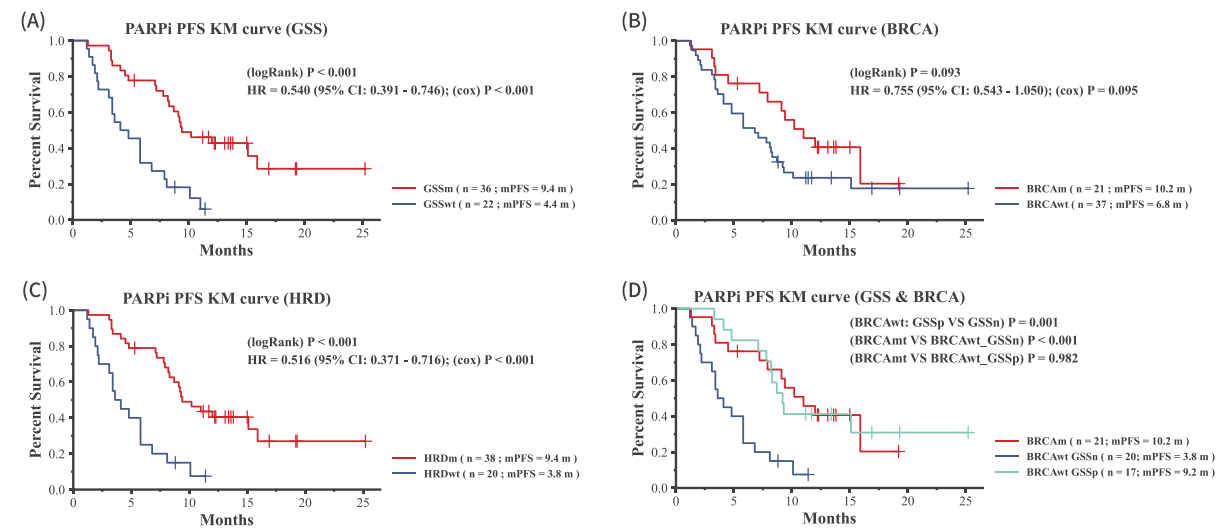 (A)
PARPi PFS KM curve (GSS)
(logRank) P < 0.001
HR = 0.540 (95% CI: 0.391 - 0.746); (cox) P < 0.001
Percent Survival
1.0
0.8
0.6
0.4
0.2
0.0
0
5
10
15
20
25
Months
GSSm ( n = 36 ; mPFS = 9.4 m )
GSSwt ( n = 22 ; mPFS = 4.4 m )
(B)
PARPi PFS KM curve (BRCA)
(logRank) P = 0.093
HR = 0.755 (95% CI: 0.543 - 1.050); (cox) P = 0.095
Percent Survival
1.0
0.8
0.6
0.4
0.2
0.0
0
5
10
15
20
25
Months
BRCAm ( n = 21 ; mPFS = 10.2 m )
BRCAwt ( n = 37 ; mPFS = 6.8 m )
(C)
PARPi PFS KM curve (HRD)
(logRank) P < 0.001
HR = 0.516 (95% CI: 0.371 - 0.716); (cox) P < 0.001
Percent Survival
1.0
0.8
0.6
0.4
0.2
0.0
0
5
10
15
20
25
Months
HRDm ( n = 38 ; mPFS = 9.4 m )
HRDwt ( n = 20 ; mPFS = 3.8 m )
(D)
PARPi PFS KM curve (GSS & BRCA)
(BRCAwt: GSSp VS GSSn) P = 0.001
(BRCAmt VS BRCAwt_GSSn) P < 0.001
(BRCAmt VS BRCAwt_GSSp) P = 0.982
Percent Survival
1.0
0.8
0.6
0.4
0.2
0.0
0
5
10
15
20
25
Months
BRCAm ( n = 21; mPFS = 10.2 m )
BRCAwt GSSn ( n = 20; mPFS = 3.8 m )
BRCAwt GSSp ( n = 17; mPFS = 9.2 m )